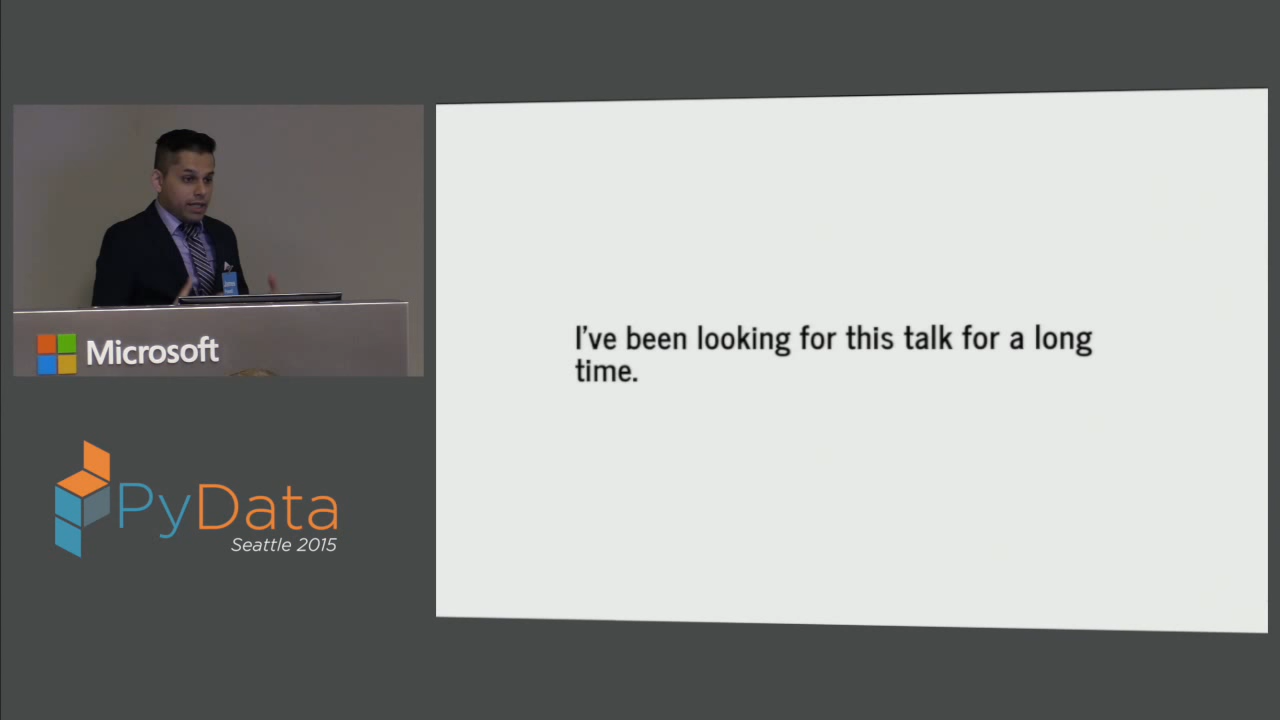 Microsoft
PyData
Seattle 2015
I've been looking for this talk for a long
time.